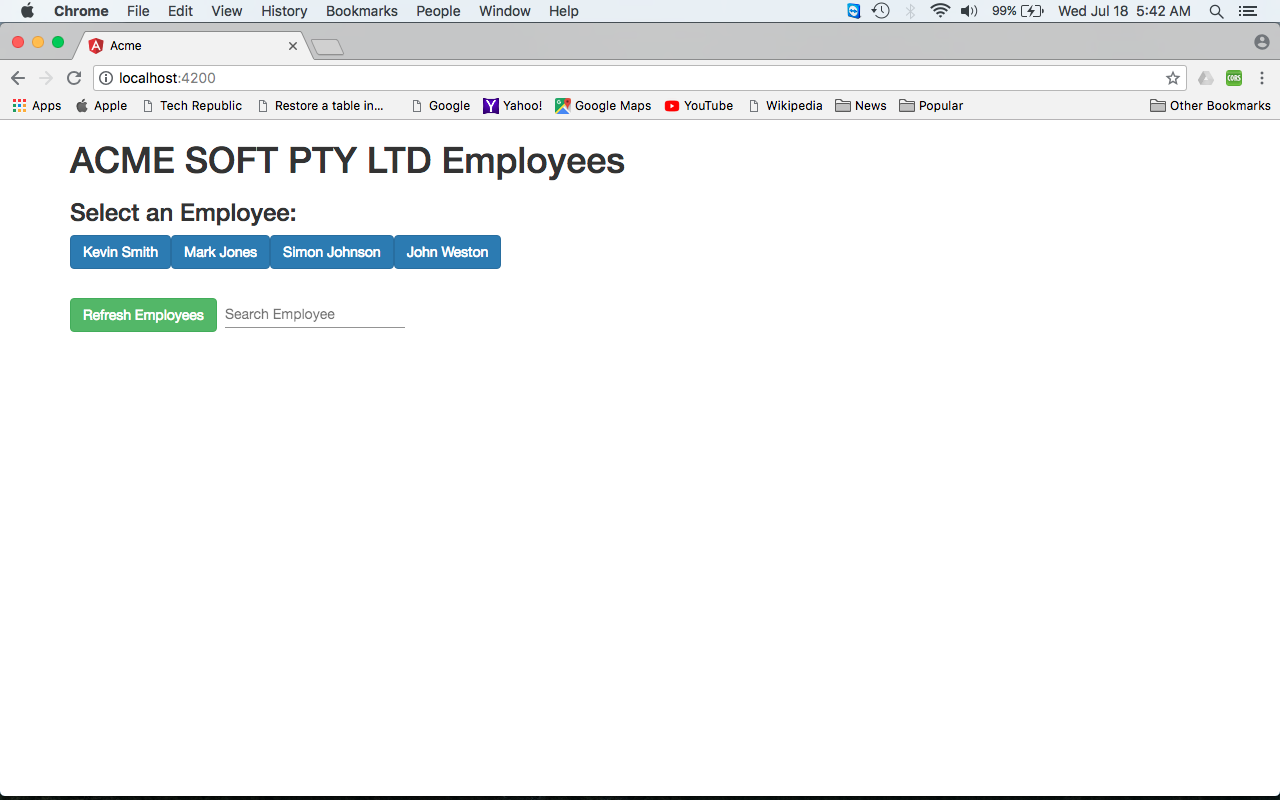 Chrome File Edit View History Bookmarks People Window Help 99% Wed Jul 18 5:42 AM
Acme
localhost:4200
Apps Apple Tech Republic Restore a table in... Google Yahoo! Google Maps YouTube Wikipedia News Popular Other Bookmarks
ACME SOFT PTY LTD Employees
Select an Employee:
Kevin Smith Mark Jones Simon Johnson John Weston
Refresh Employees Search Employee